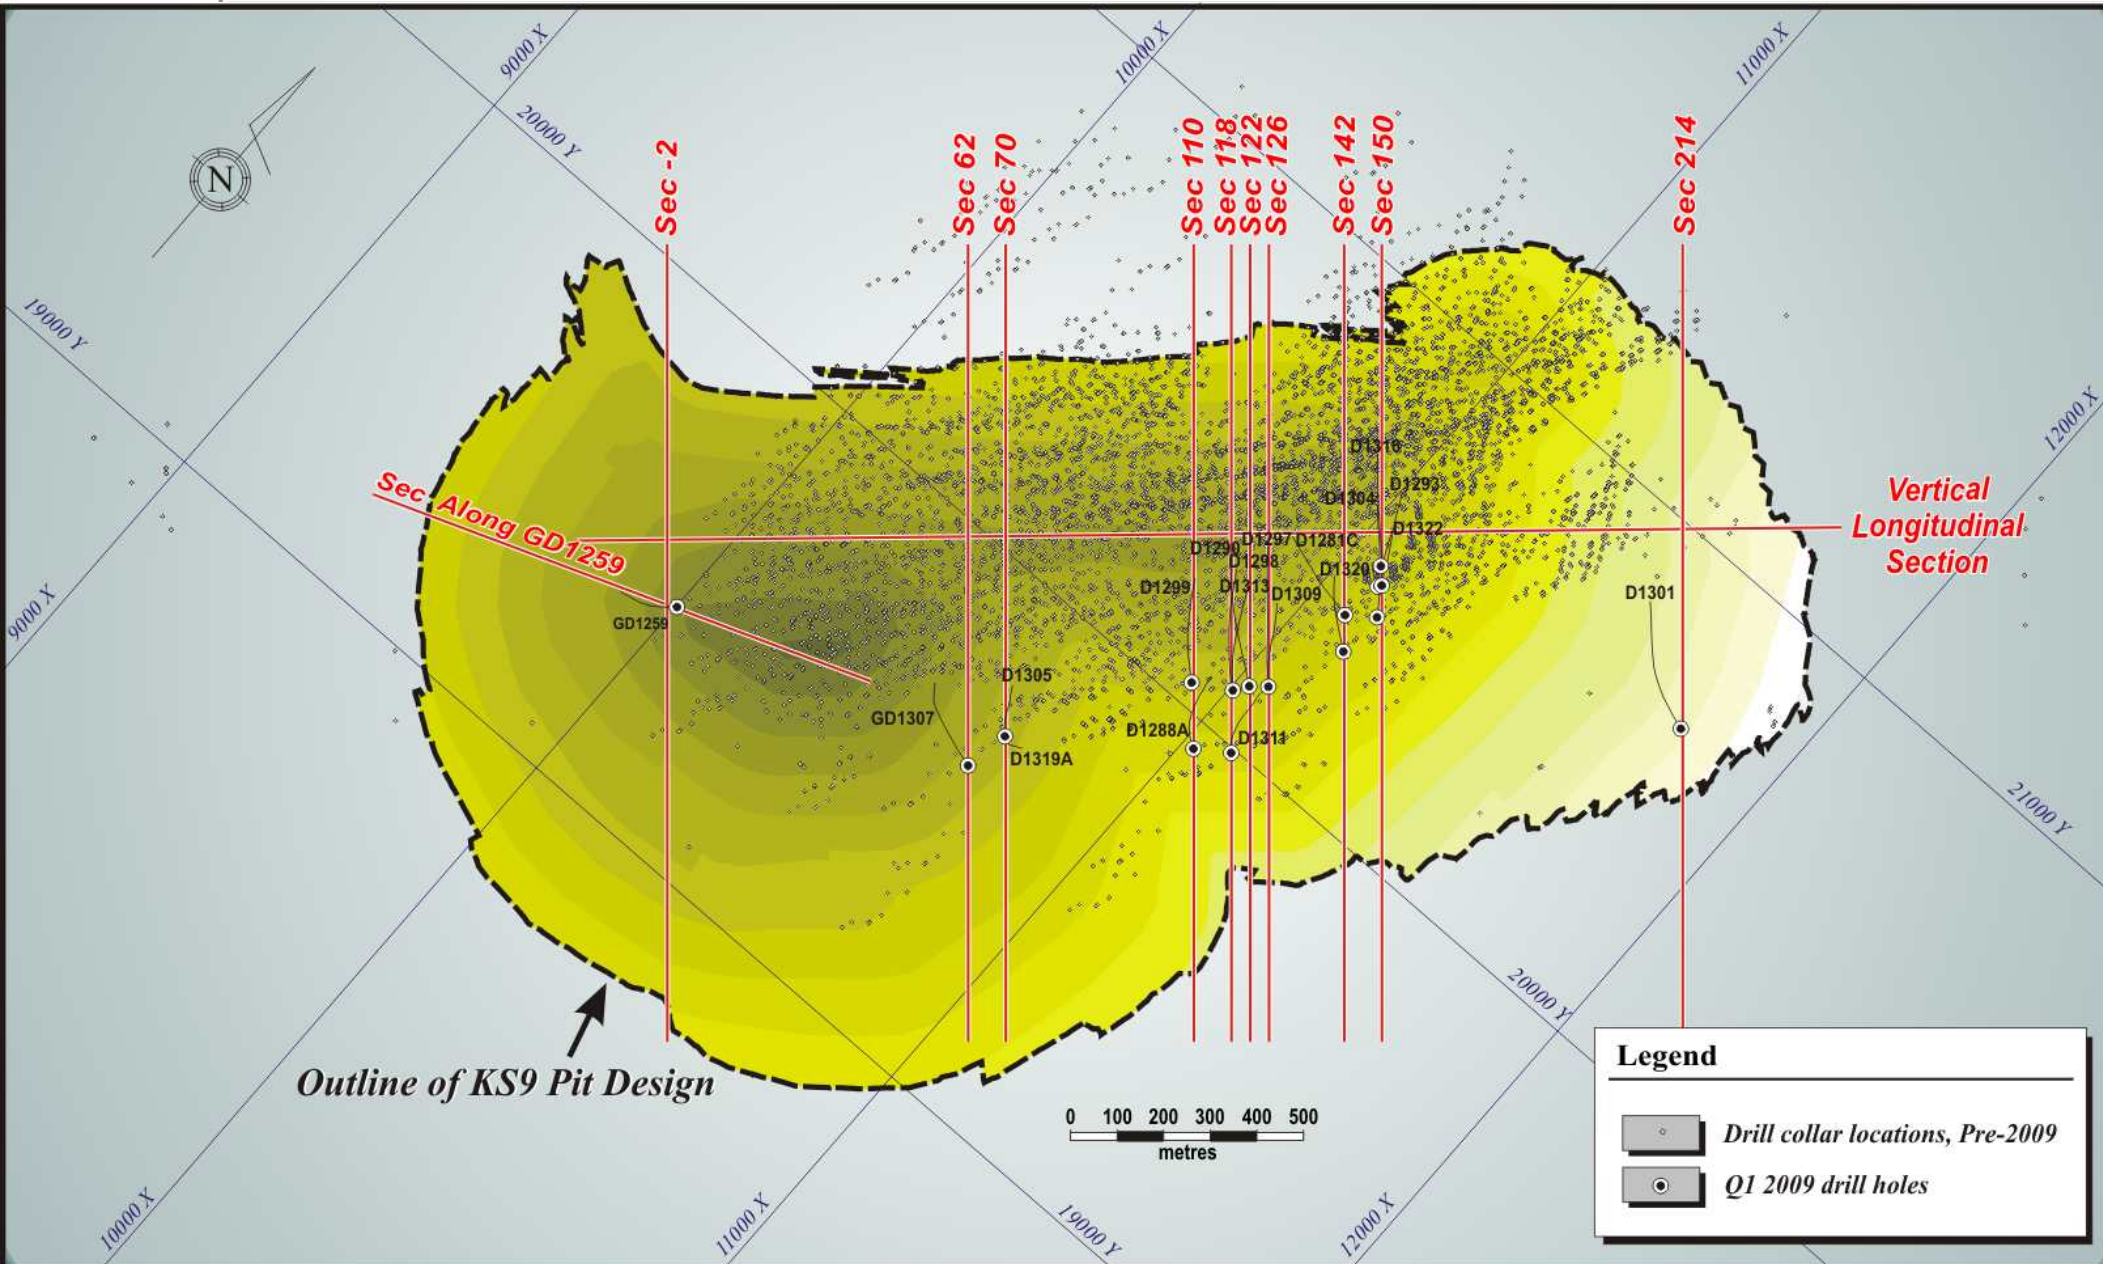 9000 X
10000 X
11000 X
20000 Y
N
Sec -2
Sec 62
Sec 70
Sec 110
Sec 118
Sec 122
Sec 126
Sec 142
Sec 150
Sec 214
19000 Y
12000 X
D1316
Sec Along GD1259
D1293
D1304
Vertical
Longitudinal
Section
D1322
D1297
D1281C
D1298
D1320
D1299
D1313
D1309
D1301
9000 X
GD1259
D1305
GD1307
D1288A
D1311
D1319A
21000 Y
20000 Y
Outline of KS9 Pit Design
0 100 200 300 400 500
metres
Legend
Drill collar locations, Pre-2009
Q1 2009 drill holes
10000 X
11000 X
19000 Y
12000 X